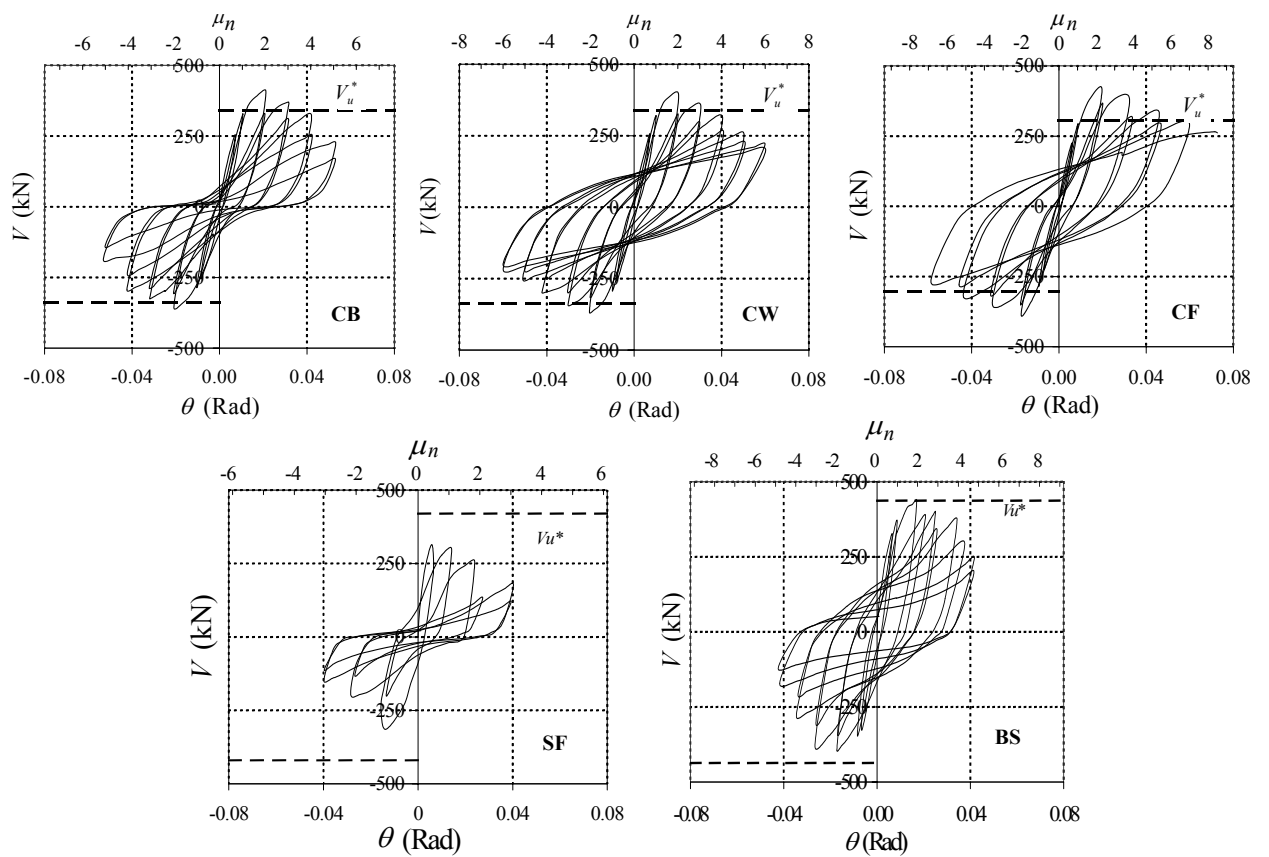 μn μn μn
-6 -4 -2 0 2 4 6 -8 -6 -4 -2 0 2 4 6 8 -8 -6 -4 -2 0 2 4 6 8
500 500 500
Vu* Vu* Vu*
250 250 250
V (kN) 0 V (kN) 0 V (kN) 0
-250 -250 -250
CB CW CF
-500 -500 -500
-0.08 -0.04 0.00 0.04 0.08 -0.08 -0.04 0.00 0.04 0.08 -0.08 -0.04 0.00 0.04 0.08
θ (Rad) θ (Rad) θ (Rad)
μn μn
-6 -4 -2 0 2 4 6 -8 -6 -4 -2 0 2 4 6 8
500 500
Vu* Vu*
250 250
V (kN) 0 V (kN) 0
-250 -250
SF BS
-500 -500
-0.08 -0.04 0 0.04 0.08 -0.08 -0.04 0.00 0.04 0.08
θ (Rad) θ (Rad)